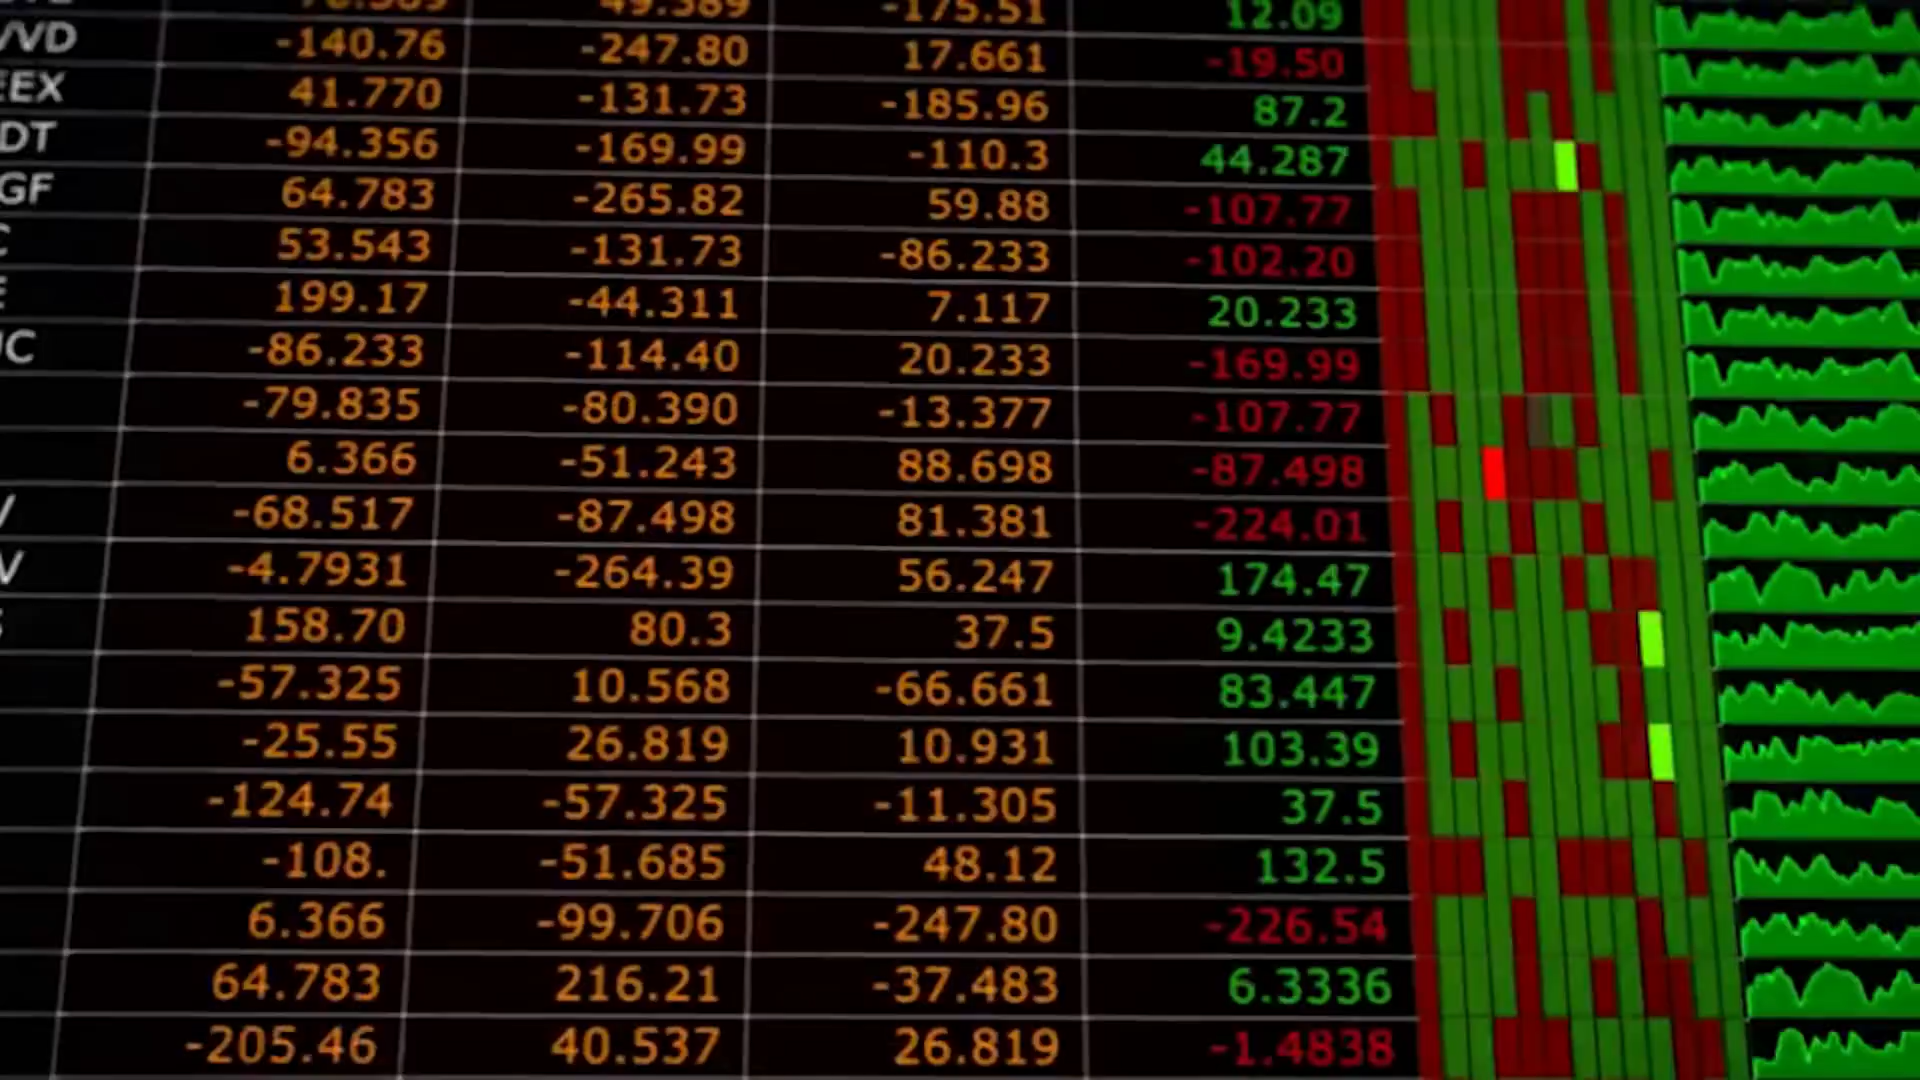 -175.51 12.09
VVD -140.76 -247.80 17.661 -19.50
EEX 41.770 -131.73 -185.96 87.2
DT -94.356 -169.99 -110.3 44.287
GF 64.783 -265.82 59.88 -107.77
C 53.543 -131.73 -86.233 -102.20
E 199.17 -44.311 7.117 20.233
C -86.233 -114.40 20.233 -169.99
-79.835 -80.390 -13.377 -107.77
6.366 -51.243 88.698 -87.498
-68.517 -87.498 81.381 -224.01
V -4.7931 -264.39 56.247 174.47
158.70 80.3 37.5 9.4233
-57.325 10.568 -66.661 83.447
-25.55 26.819 10.931 103.39
-124.74 -57.325 -11.305 37.5
-108. -51.685 48.12 132.5
6.366 -99.706 -247.80 -226.54
64.783 216.21 -37.483 6.3336
-205.46 40.537 26.819 -1.4838